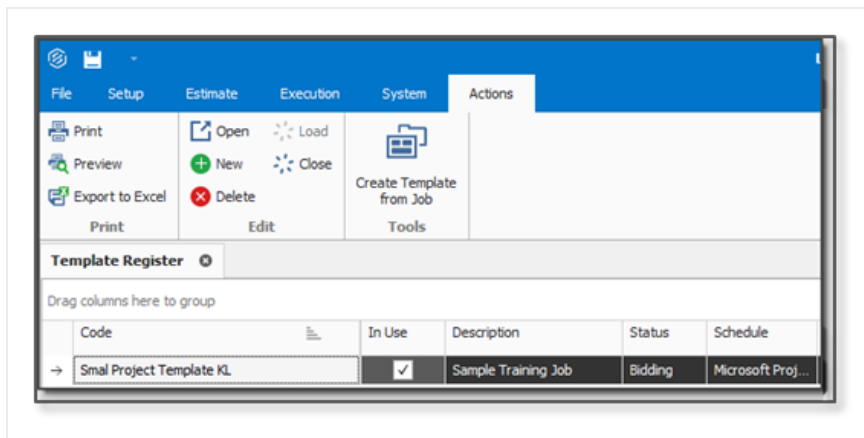 File Setup Estimate Execution System Actions
Print Open Load
Preview New Close
Export to Excel Delete
Create Template
from Job
Print Edit Tools
Template Register
Drag columns here to group
Code In Use Description Status Schedule
Smal Project Template KL Sample Training Job Bidding Microsoft Proj...